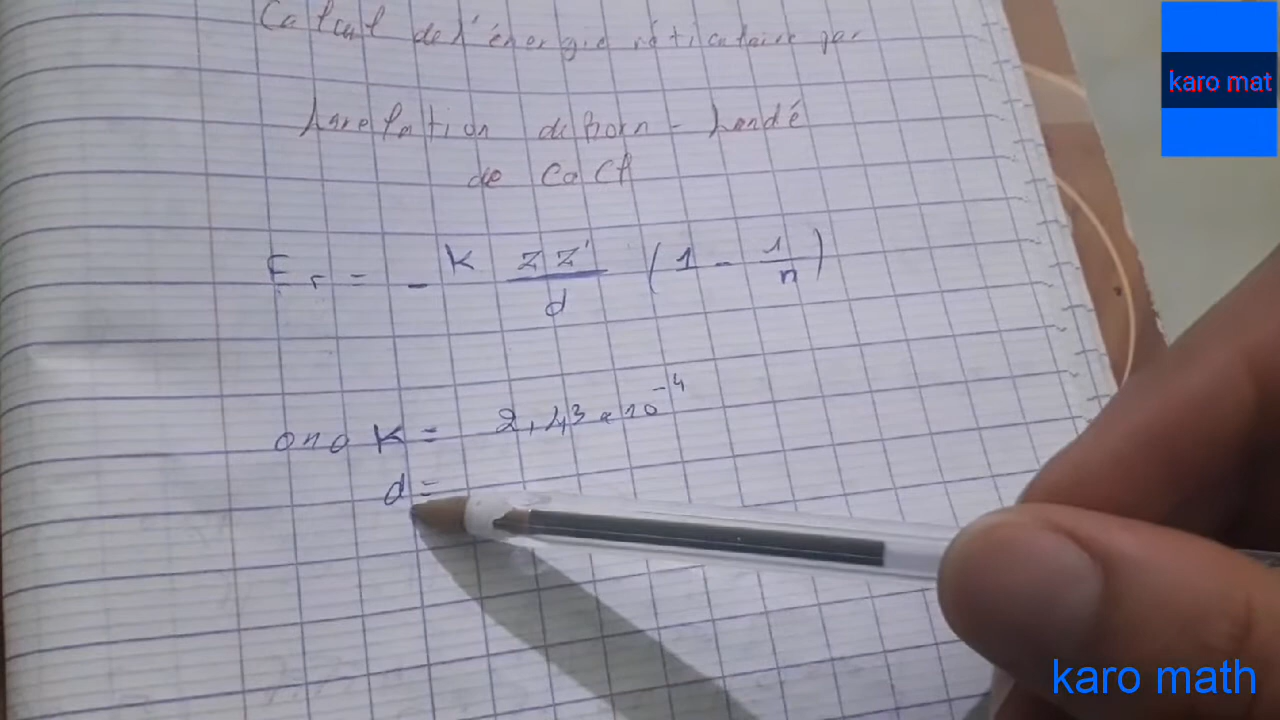 Calcul de l'énergie réticulaire par
la relation de Born-Landé
de CaCl
Er = - K ZZ'/d (1 - 1/n)
on a K = 2,43 × 10⁻⁴
d =
karo mat
karo math